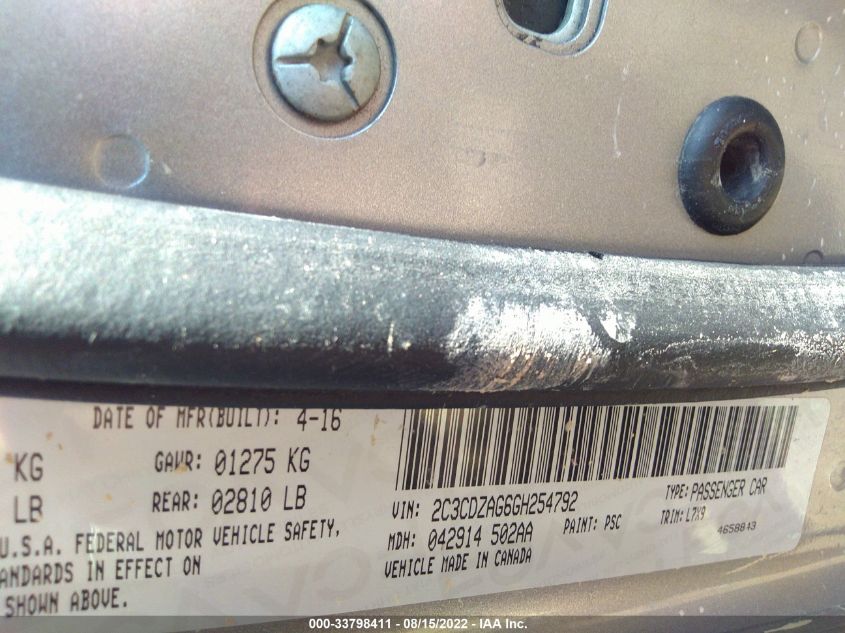 DATE OF MFR(BUILT): 4-16
KG GAWR: 01275 KG
LB REAR: 02810 LB
U.S.A. FEDERAL MOTOR VEHICLE SAFETY,
ANDARDS IN EFFECT ON
SHOWN ABOVE.
VIN: 2C3CDZAG6GH254792
TYPE: PASSENGER CAR
MDH: 042914 502AA
PAINT: PSC
TRIM: L7X9
VEHICLE MADE IN CANADA
4658843
000-33798411 - 08/15/2022 - IAA Inc.